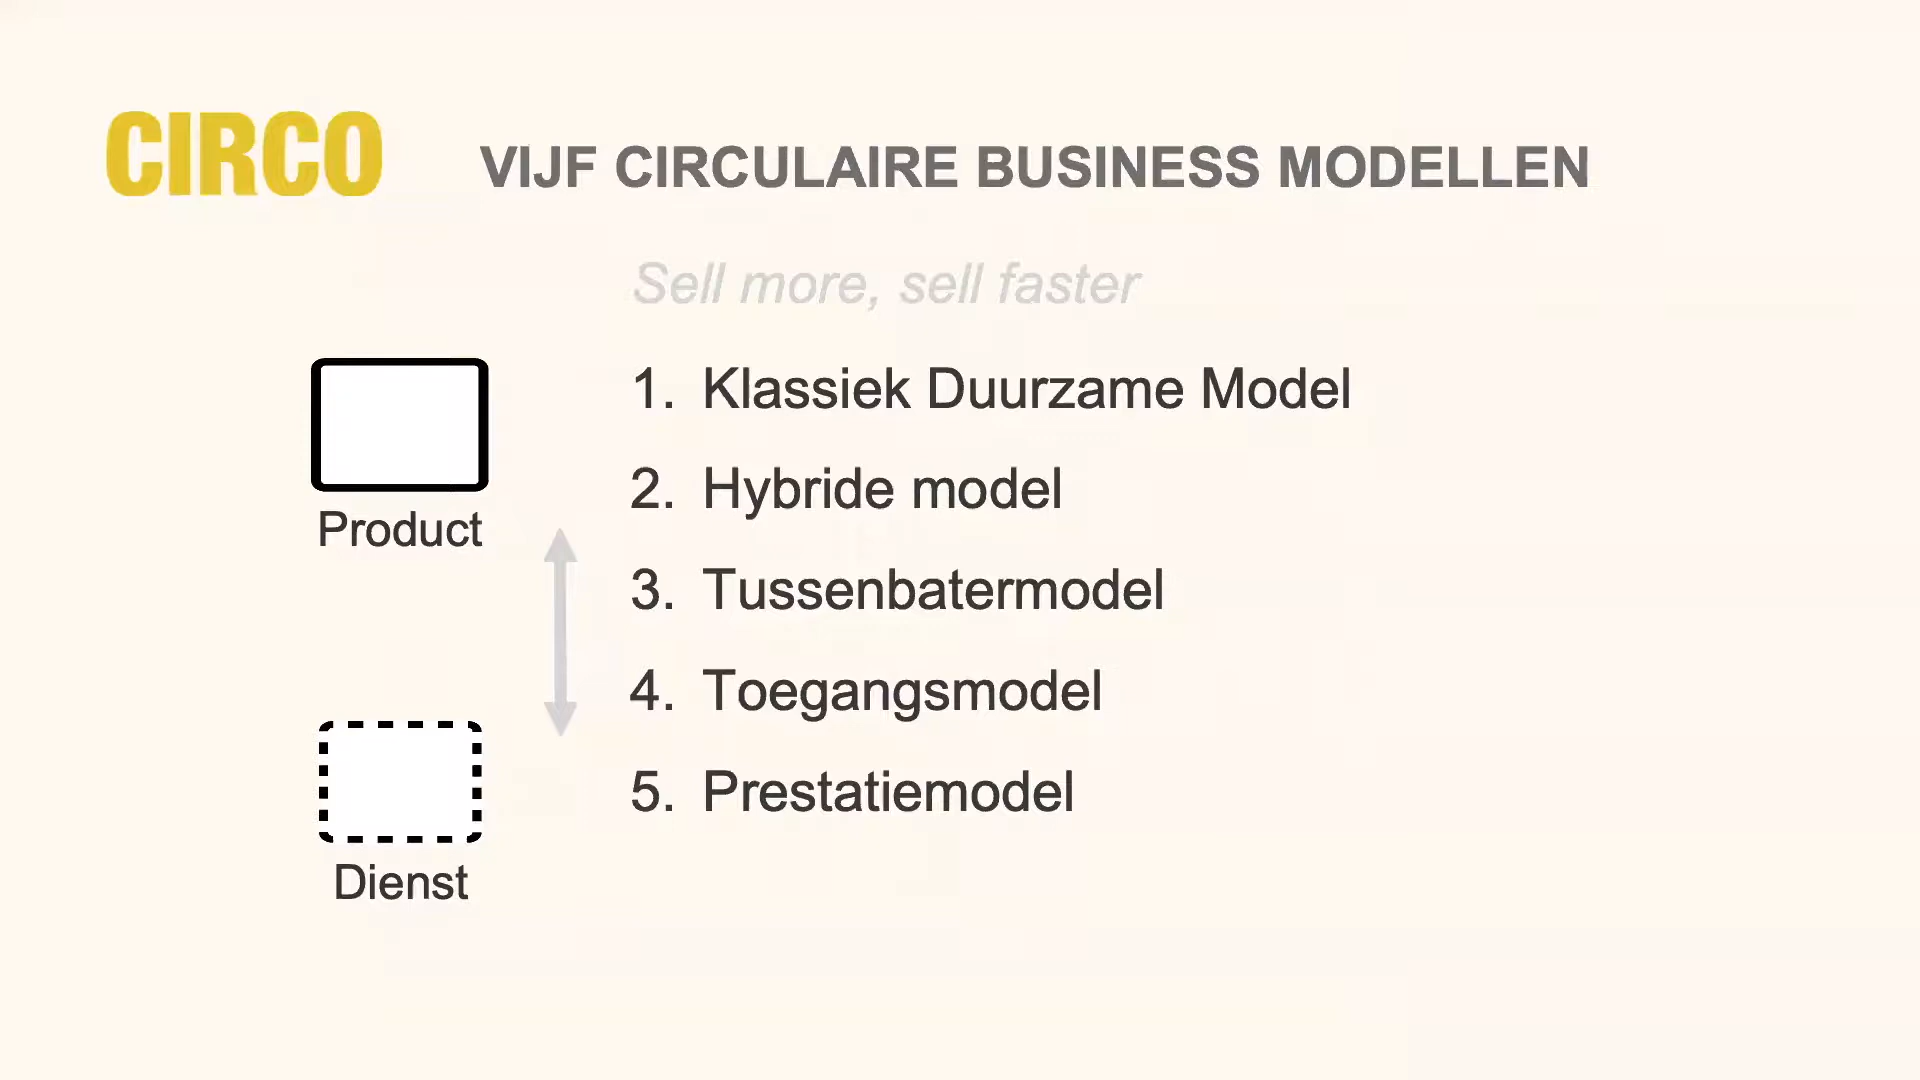 CIRCO
VIJF CIRCULAIRE BUSINESS MODELLEN
Sell more, sell faster
1. Klassiek Duurzame Model
2. Hybride model
3. Tussenbatermodel
4. Toegangsmodel
5. Prestatiemodel
Product
Dienst